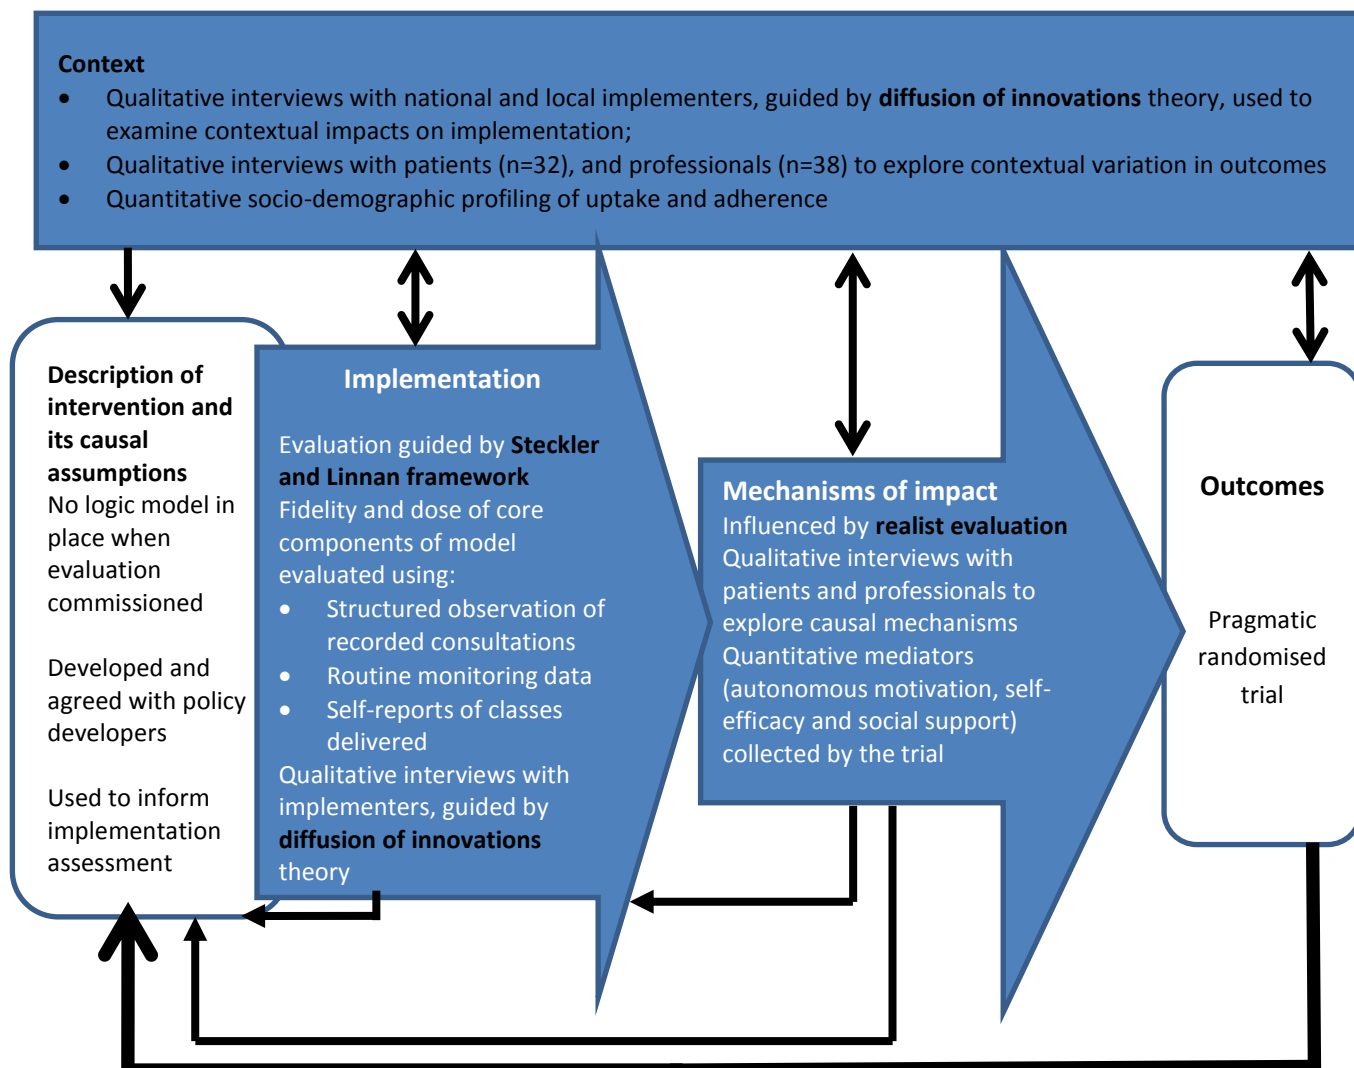 Context
• Qualitative interviews with national and local implementers, guided by diffusion of innovations theory, used to
examine contextual impacts on implementation;
• Qualitative interviews with patients (n=32), and professionals (n=38) to explore contextual variation in outcomes
• Quantitative socio-demographic profiling of uptake and adherence
Description of
intervention and
its causal
assumptions
No logic model in
place when
evaluation
commissioned
Developed and
agreed with policy
developers
Used to inform
implementation
assessment
Implementation
Evaluation guided by Steckler
and Linnan framework
Fidelity and dose of core
components of model
evaluated using:
• Structured observation of
recorded consultations
• Routine monitoring data
• Self-reports of classes
delivered
Qualitative interviews with
implementers, guided by
diffusion of innovations
theory
Mechanisms of impact
Influenced by realist evaluation
Qualitative interviews with
patients and professionals to
explore causal mechanisms
Quantitative mediators
(autonomous motivation, self-
efficacy and social support)
collected by the trial
Outcomes
Pragmatic
randomised
trial